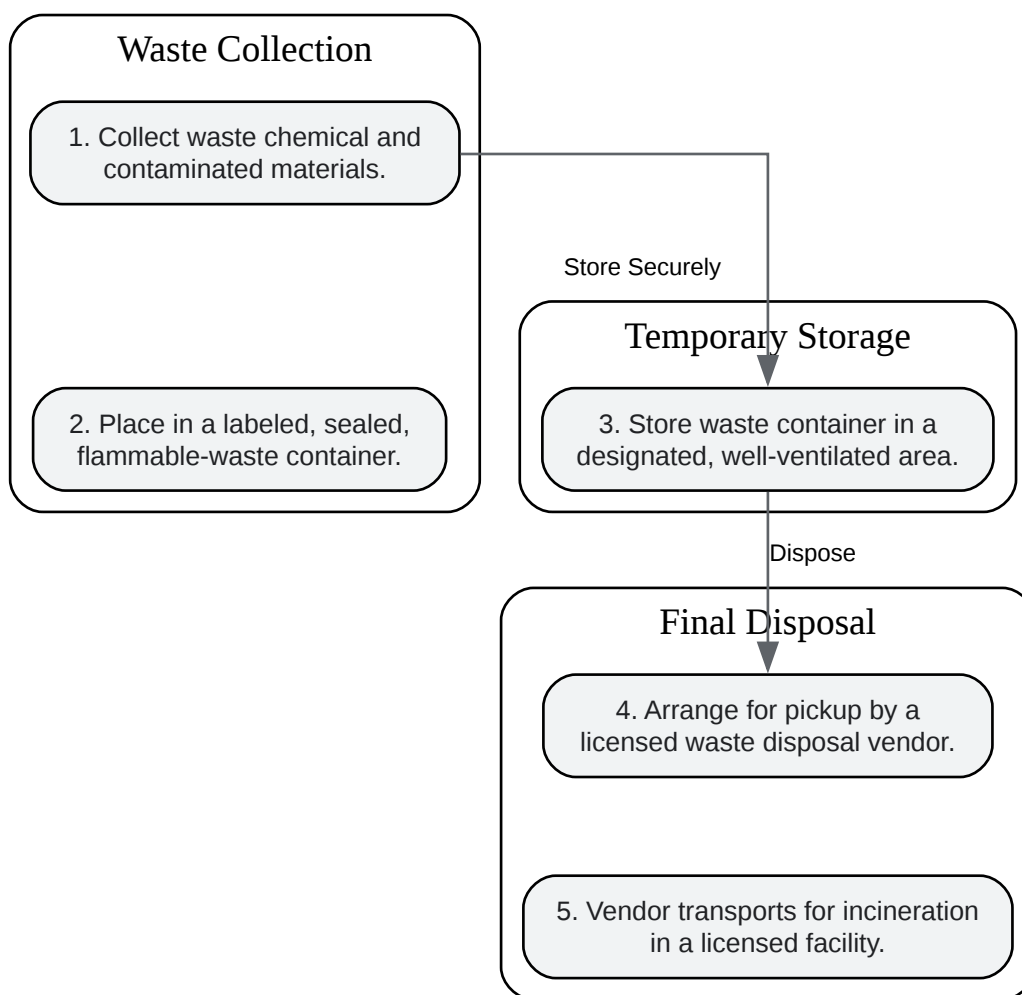 Waste Collection
1. Collect waste chemical and
contaminated materials.
Store Securely
Temporary Storage
2. Place in a labeled, sealed,
flammable-waste container.
3. Store waste container in a
designated, well-ventilated area.
Dispose
Final Disposal
4. Arrange for pickup by a
licensed waste disposal vendor.
5. Vendor transports for incineration
in a licensed facility.